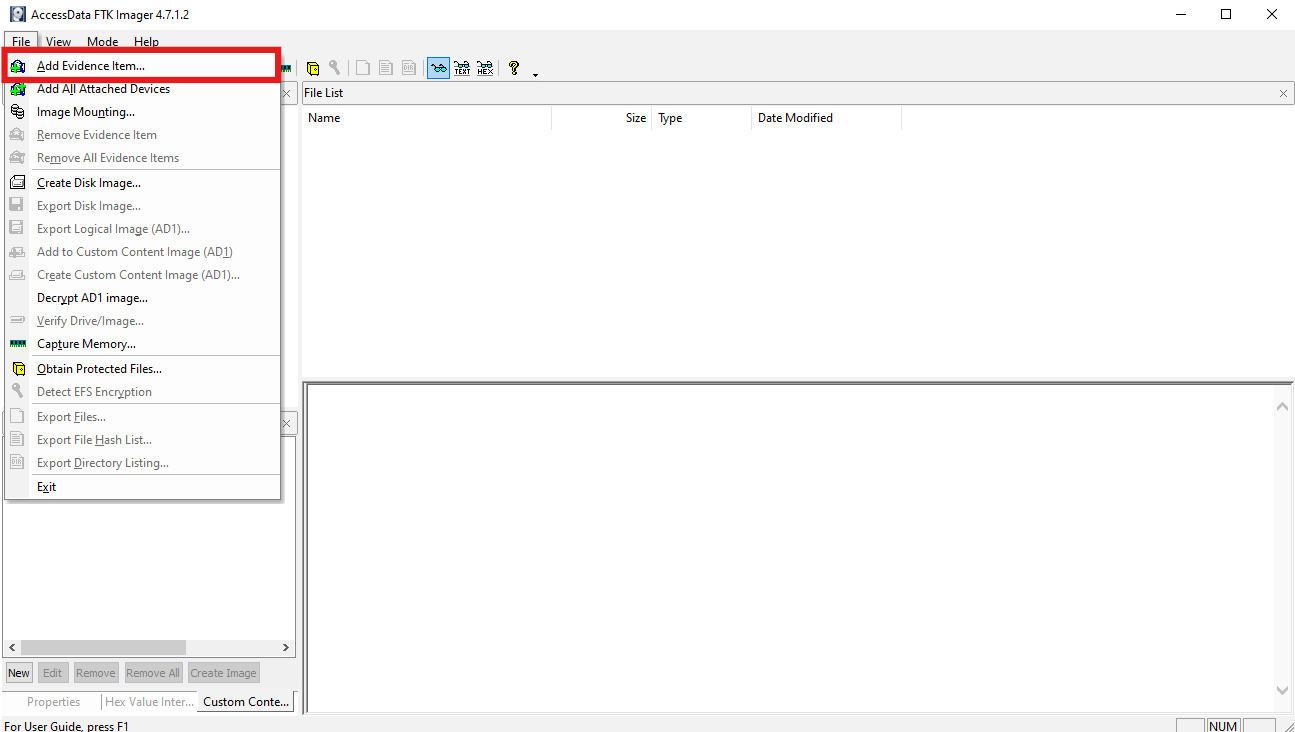 AccessData FTK Imager 4.7.1.2
File View Mode Help
Add Evidence Item...
Add All Attached Devices
Image Mounting...
Remove Evidence Item
Remove All Evidence Items
Create Disk Image...
Export Disk Image...
Export Logical Image (AD1)...
Add to Custom Content Image (AD1)
Create Custom Content Image (AD1)...
Decrypt AD1 image...
Verify Drive/Image...
Capture Memory...
Obtain Protected Files...
Detect EFS Encryption
Export Files...
Export File Hash List...
Export Directory Listing...
Exit
TEXT HEX ?
File List
Name Size Type Date Modified
New Edit Remove Remove All Create Image
Properties Hex Value Inter... Custom Conte...
For User Guide, press F1
NUM